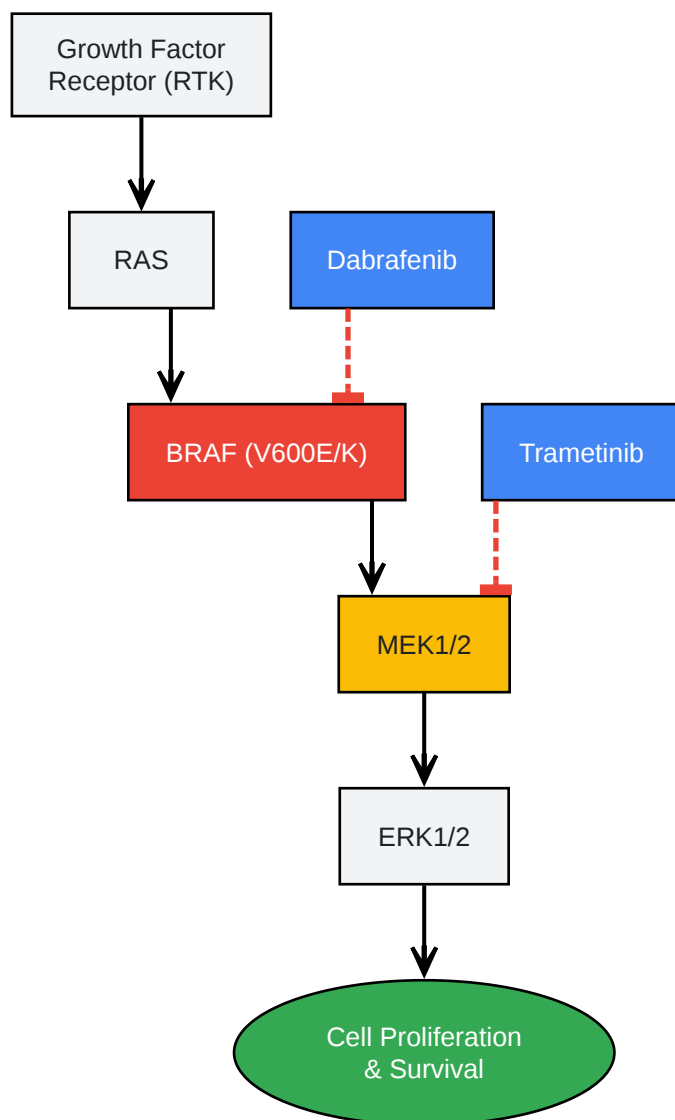 Growth Factor
Receptor (RTK)
RAS
Dabrafenib
BRAF (V600E/K)
Trametinib
MEK1/2
ERK1/2
Cell Proliferation
& Survival